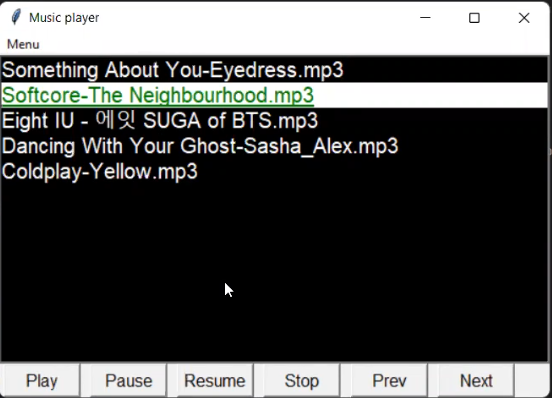 Music player
Menu
Something About You-Eyedress.mp3
Softcore-The Neighbourhood.mp3
Eight IU - 에잇 SUGA of BTS.mp3
Dancing With Your Ghost-Sasha_Alex.mp3
Coldplay-Yellow.mp3
Play Pause Resume Stop Prev Next